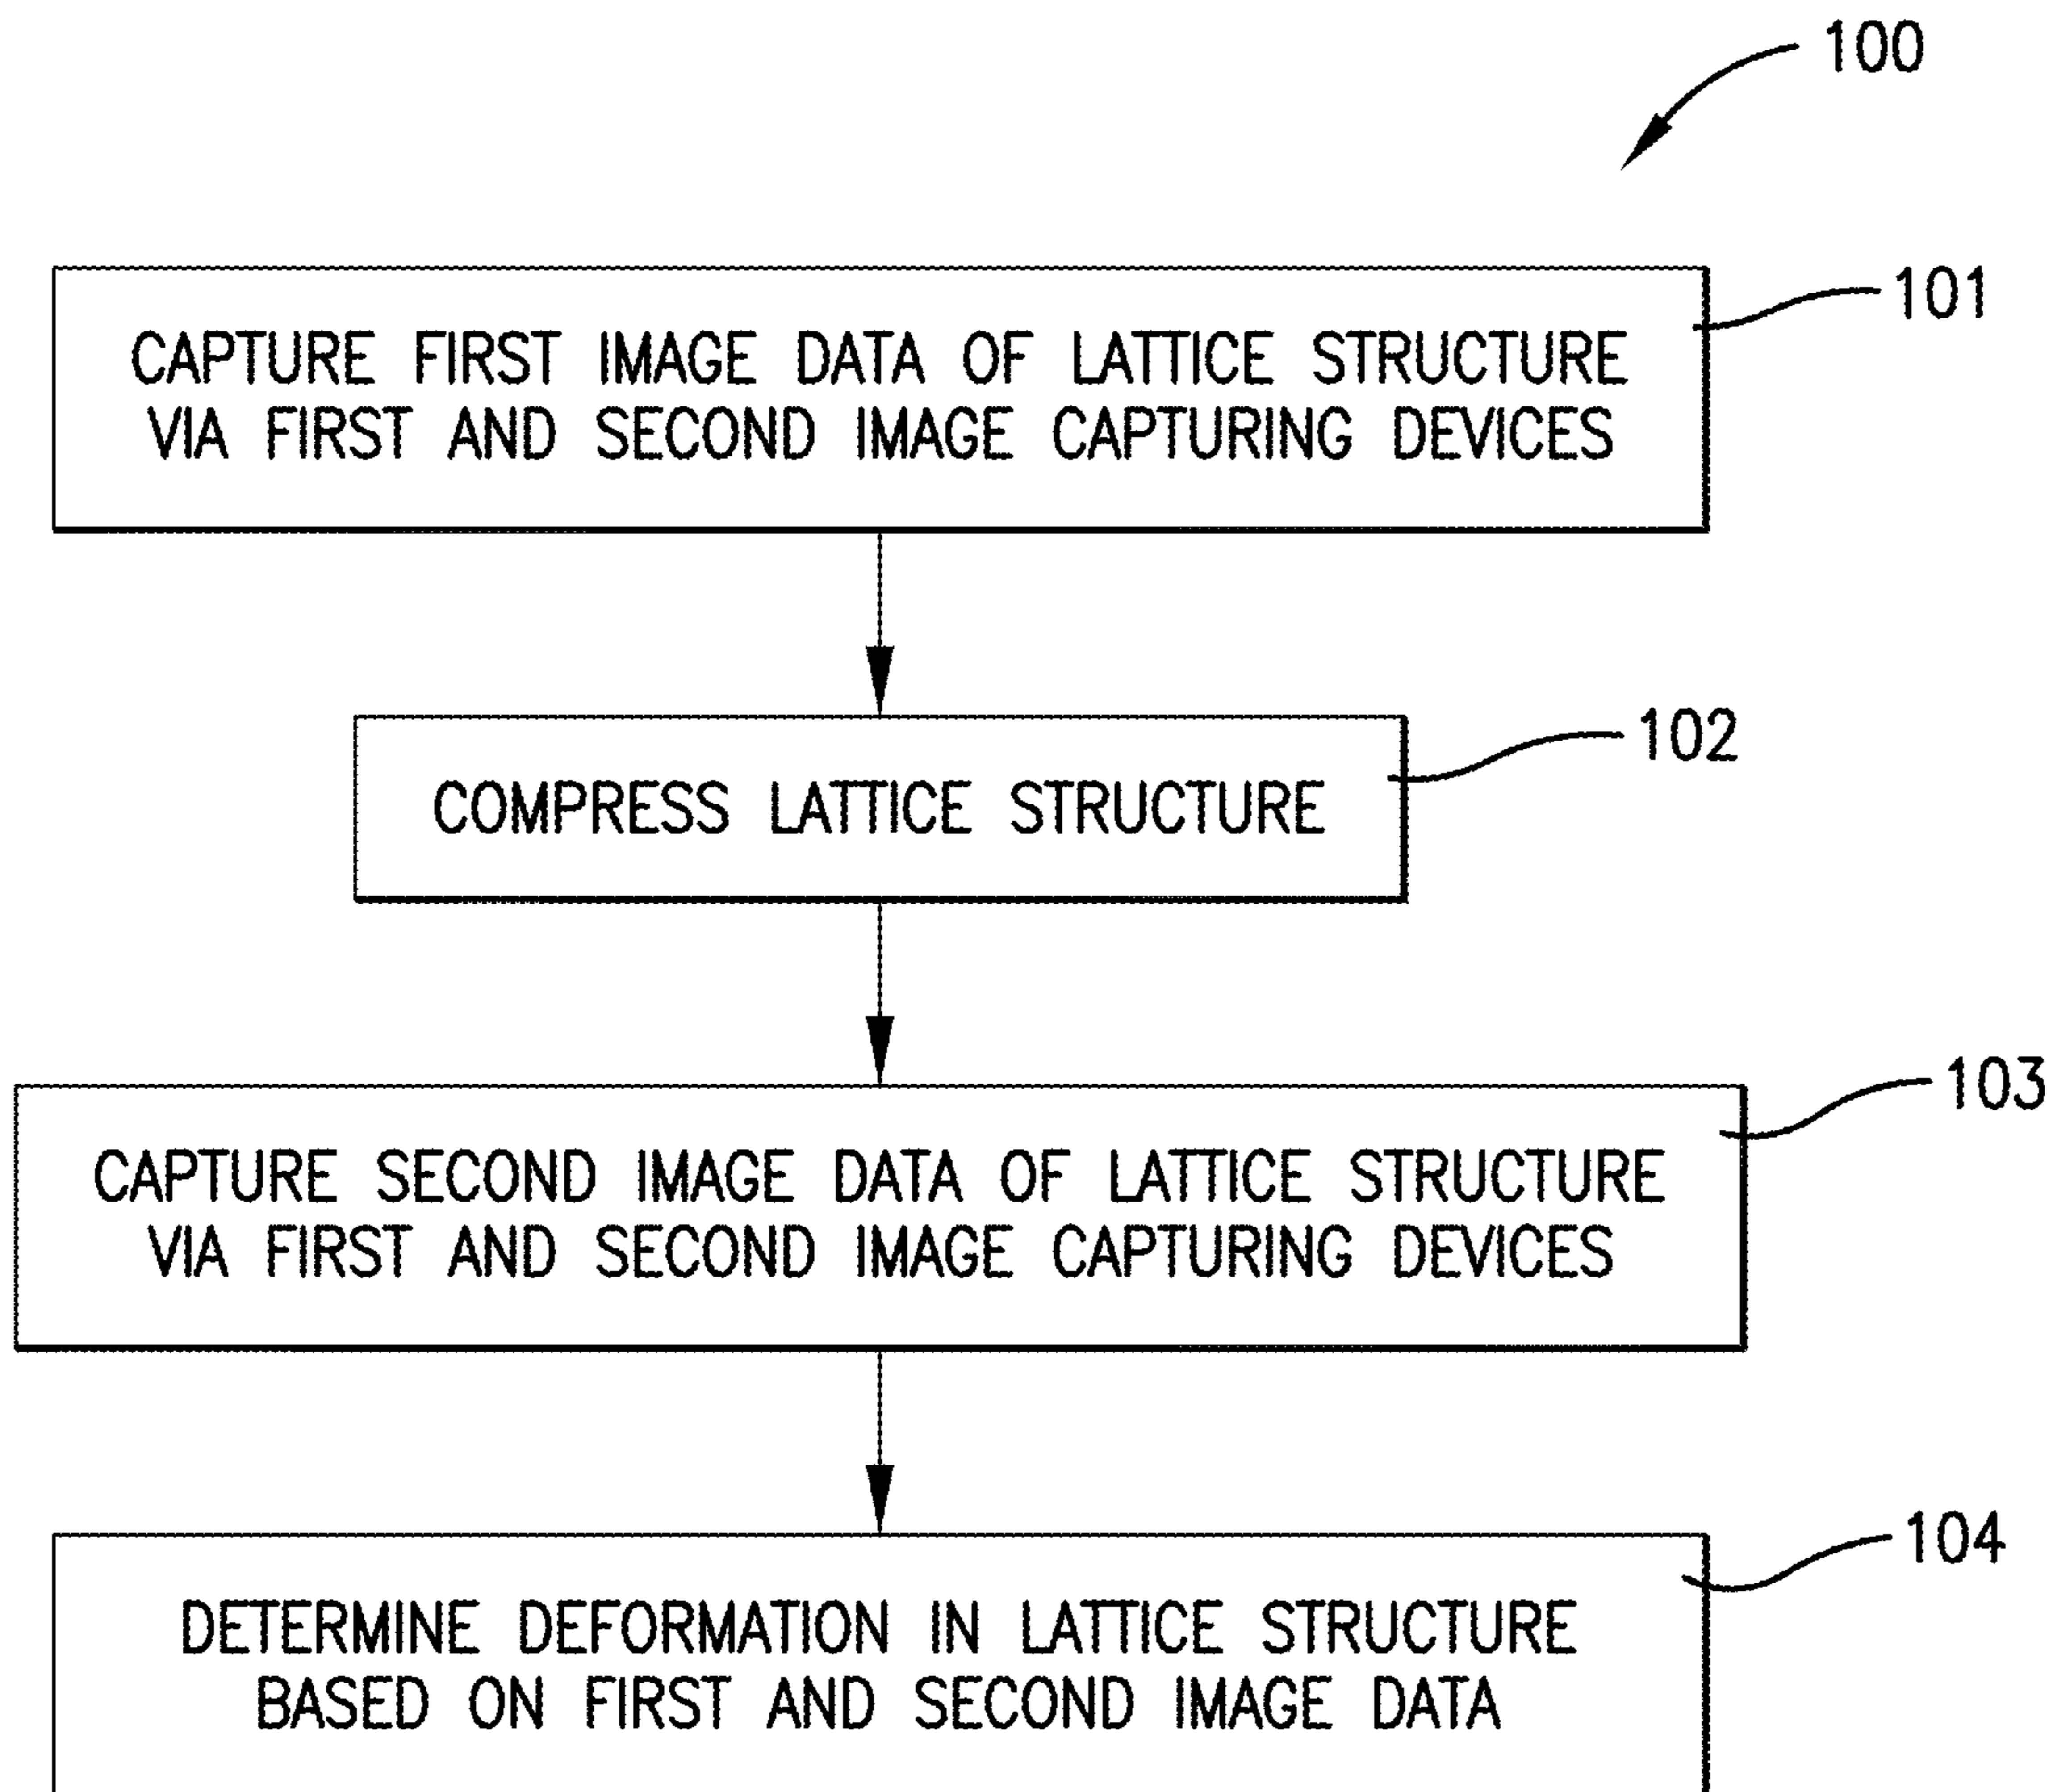 100
101
CAPTURE FIRST IMAGE DATA OF LATTICE STRUCTURE
VIA FIRST AND SECOND IMAGE CAPTURING DEVICES
102
COMPRESS LATTICE STRUCTURE
103
CAPTURE SECOND IMAGE DATA OF LATTICE STRUCTURE
VIA FIRST AND SECOND IMAGE CAPTURING DEVICES
104
DETERMINE DEFORMATION IN LATTICE STRUCTURE
BASED ON FIRST AND SECOND IMAGE DATA